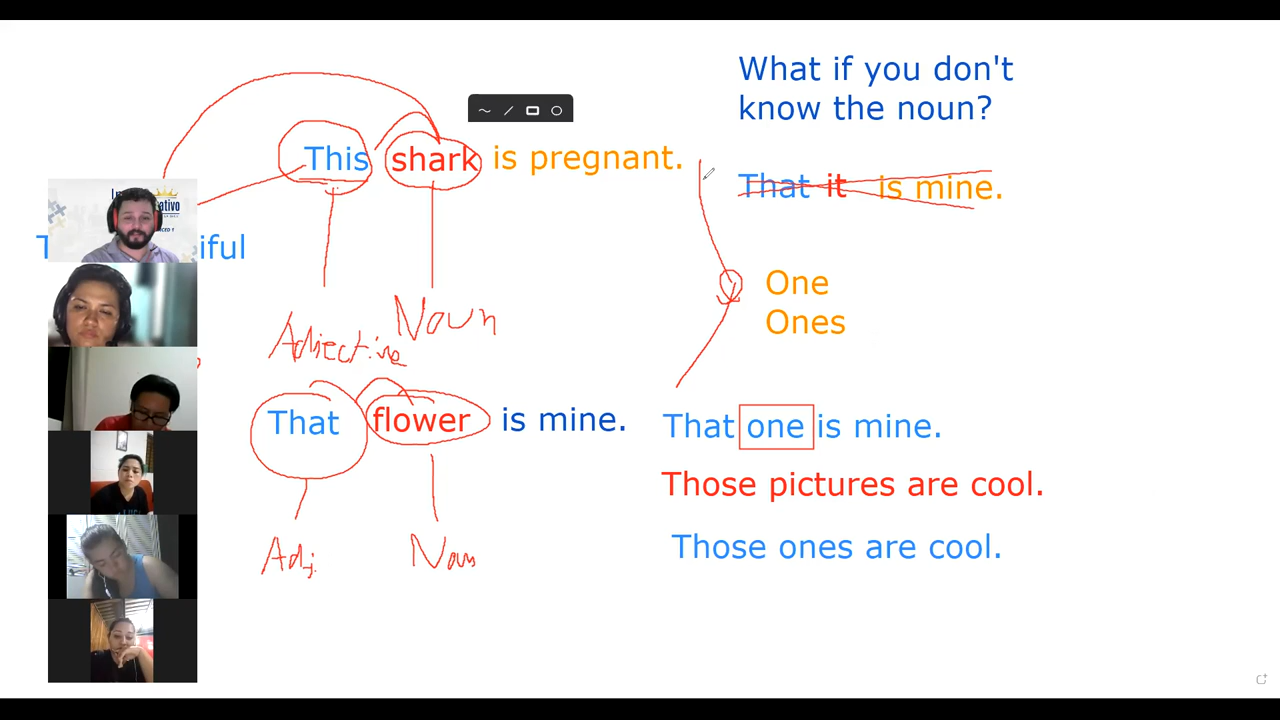 What if you don't
know the noun?
This shark is pregnant.
That it is mine.
iful
One
Ones
Adjective
Noun
That flower is mine.
That one is mine.
Those pictures are cool.
Those ones are cool.
Adj.
Noun